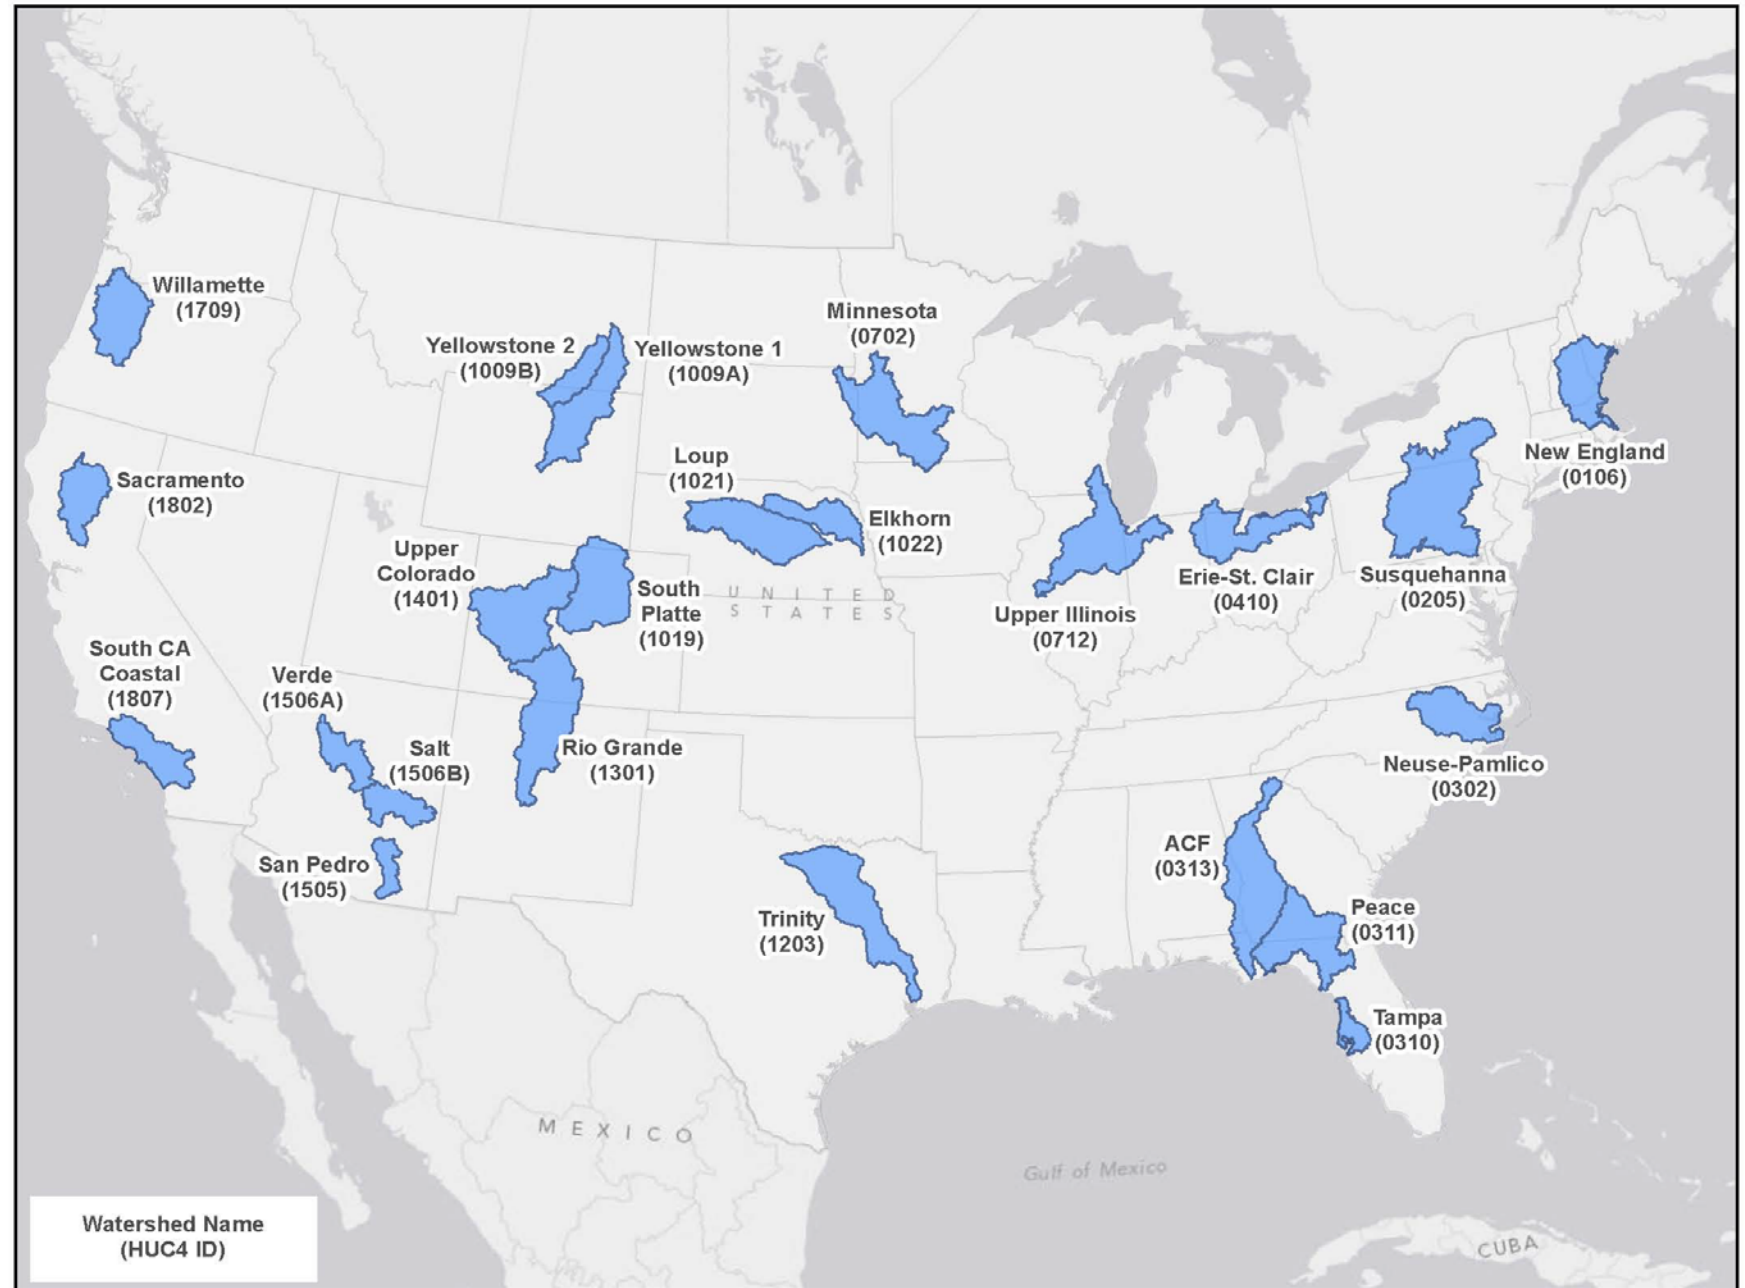 Willamette
(1709)
Minnesota
(0702)
Yellowstone 2
(1009B)
Yellowstone 1
(1009A)
New England
(0106)
Loup
(1021)
Sacramento
(1802)
Elkhorn
(1022)
Upper
Colorado
(1401)
South
Platte
(1019)
UNITED
STATES
Upper Illinois
(0712)
Erie-St. Clair
(0410)
Susquehanna
(0205)
South CA
Coastal
(1807)
Verde
(1506A)
Salt
(1506B)
Rio Grande
(1301)
Neuse-Pamlico
(0302)
San Pedro
(1505)
ACF
(0313)
Trinity
(1203)
Peace
(0311)
Tampa
(0310)
MEXICO
Gulf of Mexico
CUBA
Watershed Name
(HUC4 ID)